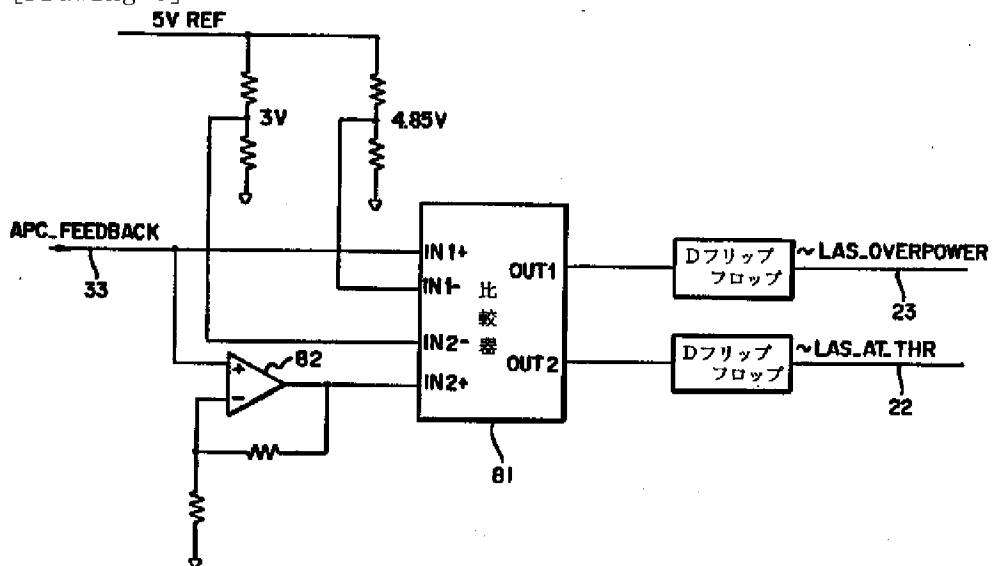 5V REF
3V
4.85V
APC_FEEDBACK
33
IN1+
IN1-
IN2-
IN2+
比較器
OUT1
OUT2
81
82
Dフリップ
フロップ
~LAS_OVERPOWER
23
Dフリップ
フロップ
~LAS_AT_THR
22